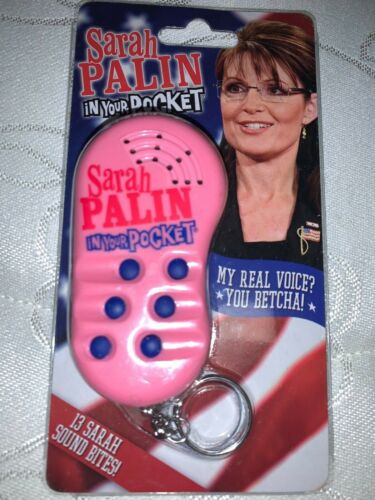 Sarah
PALIN
IN YOUR POCKET
Sarah
PALIN
IN YOUR POCKET
MY REAL VOICE?
YOU BETCHA!
13 SARAH
SOUND BITES!